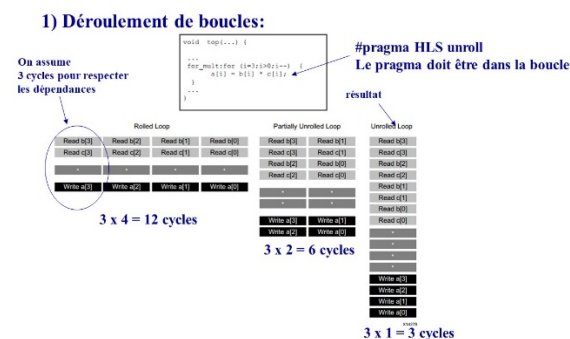 1) Déroulement de boucles:
void top(...) {
...
for_mult:for (i=3;i>0;i--) {
a[i] = b[i] * c[i];
}
...
}
#pragma HLS unroll
Le pragma doit être dans la boucle
On assume
3 cycles pour respecter
les dépendances
résultat
Rolled Loop
Read b[3] Read b[2] Read b[1] Read b[0]
Read c[3] Read c[2] Read c[1] Read c[0]
* * * *
Write a[3] Write a[2] Write a[1] Write a[0]
3 x 4 = 12 cycles
Partially Unrolled Loop
Read b[3] Read b[1]
Read c[3] Read c[1]
Read b[2] Read b[0]
Read c[2] Read c[0]
* *
* *
Write a[3] Write a[1]
Write a[2] Write a[0]
3 x 2 = 6 cycles
Unrolled Loop
Read b[3]
Read c[3]
Read b[2]
Read c[2]
Read b[1]
Read c[1]
Read b[0]
Read c[0]
*
*
*
*
Write a[3]
Write a[2]
Write a[1]
Write a[0]
3 x 1 = 3 cycles